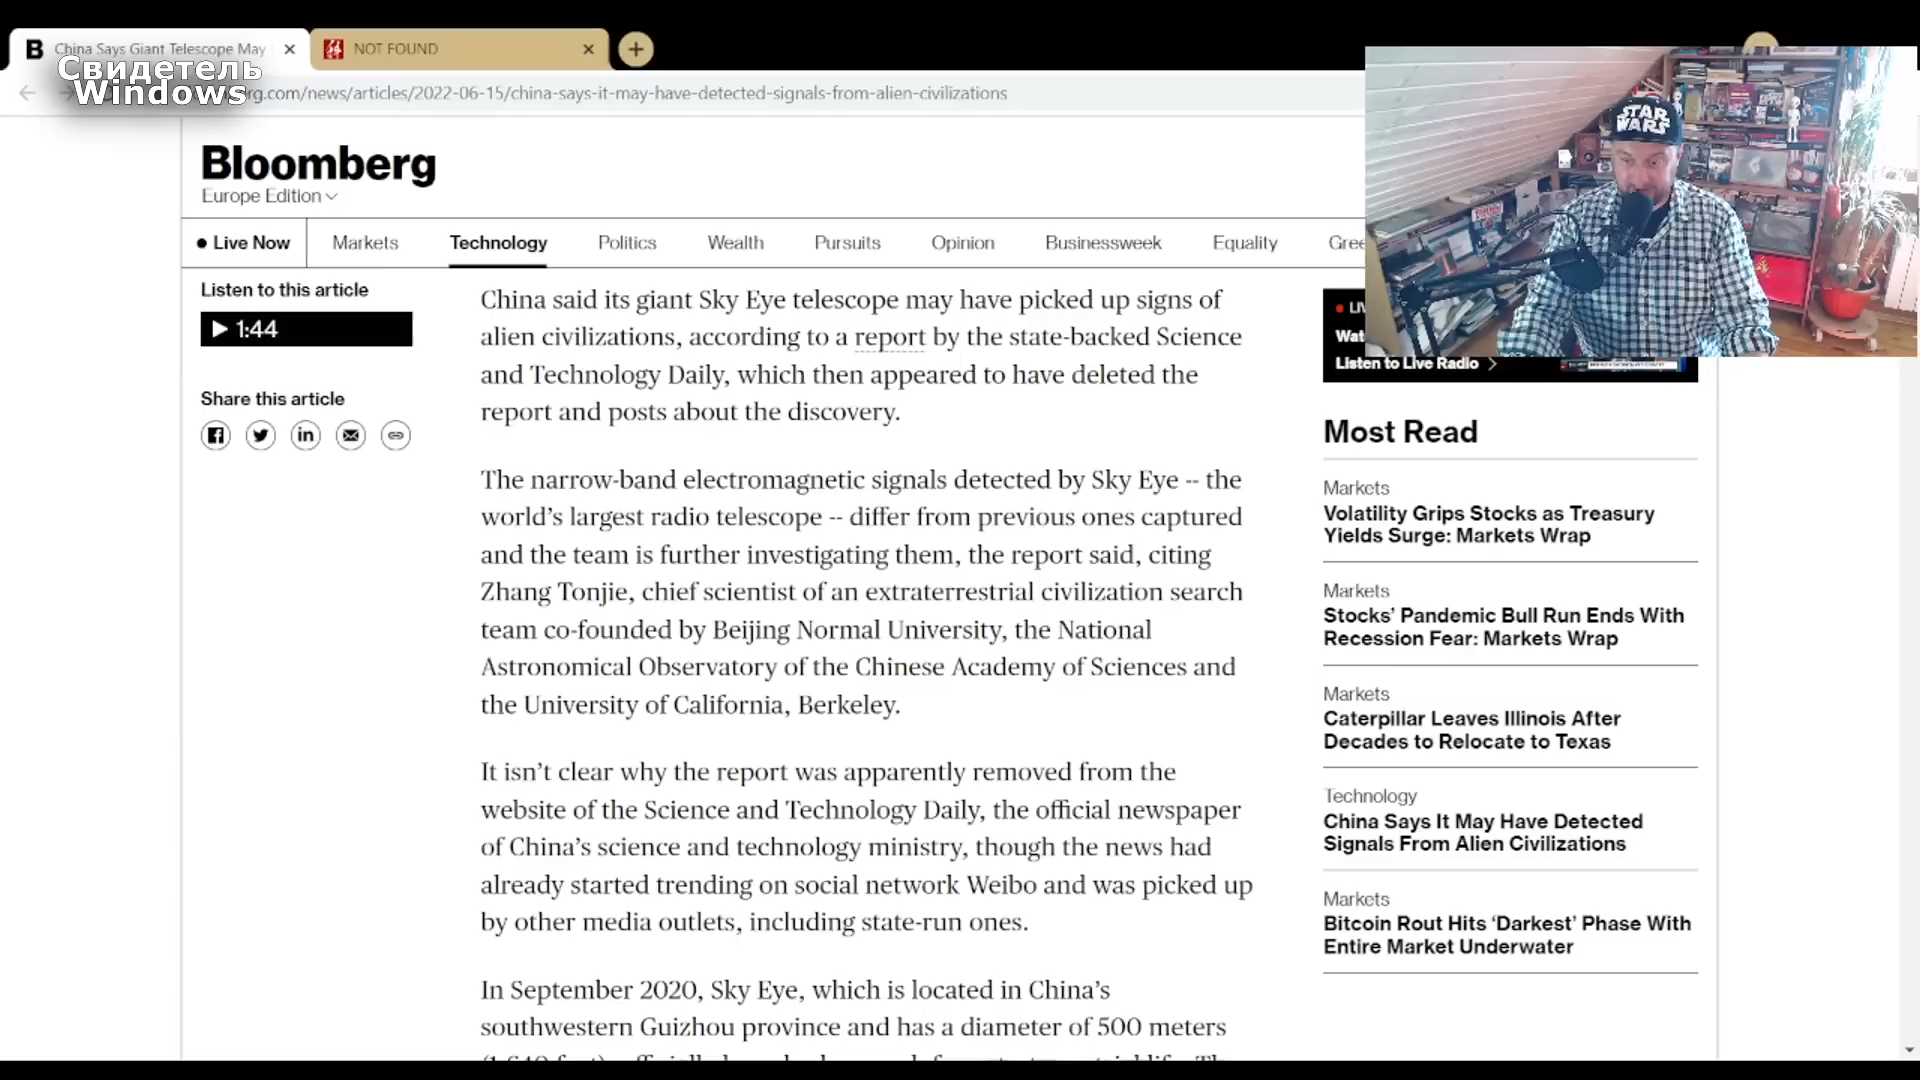 China Says Giant Telescope May
NOT FOUND
Свидетель
Windows
rg.com/news/articles/2022-06-15/china-says-it-may-have-detected-signals-from-alien-civilizations
STAR
WARS
Bloomberg
Europe Edition
Live Now
Markets
Technology
Politics
Wealth
Pursuits
Opinion
Businessweek
Equality
Gree
Listen to this article
1:44
Share this article
China said its giant Sky Eye telescope may have picked up signs of
alien civilizations, according to a report by the state-backed Science
and Technology Daily, which then appeared to have deleted the
report and posts about the discovery.
The narrow-band electromagnetic signals detected by Sky Eye -- the
world’s largest radio telescope -- differ from previous ones captured
and the team is further investigating them, the report said, citing
Zhang Tonjie, chief scientist of an extraterrestrial civilization search
team co-founded by Beijing Normal University, the National
Astronomical Observatory of the Chinese Academy of Sciences and
the University of California, Berkeley.
It isn’t clear why the report was apparently removed from the
website of the Science and Technology Daily, the official newspaper
of China’s science and technology ministry, though the news had
already started trending on social network Weibo and was picked up
by other media outlets, including state-run ones.
In September 2020, Sky Eye, which is located in China’s
southwestern Guizhou province and has a diameter of 500 meters
Listen to Live Radio
Most Read
Markets
Volatility Grips Stocks as Treasury
Yields Surge: Markets Wrap
Markets
Stocks’ Pandemic Bull Run Ends With
Recession Fear: Markets Wrap
Markets
Caterpillar Leaves Illinois After
Decades to Relocate to Texas
Technology
China Says It May Have Detected
Signals From Alien Civilizations
Markets
Bitcoin Rout Hits ‘Darkest’ Phase With
Entire Market Underwater